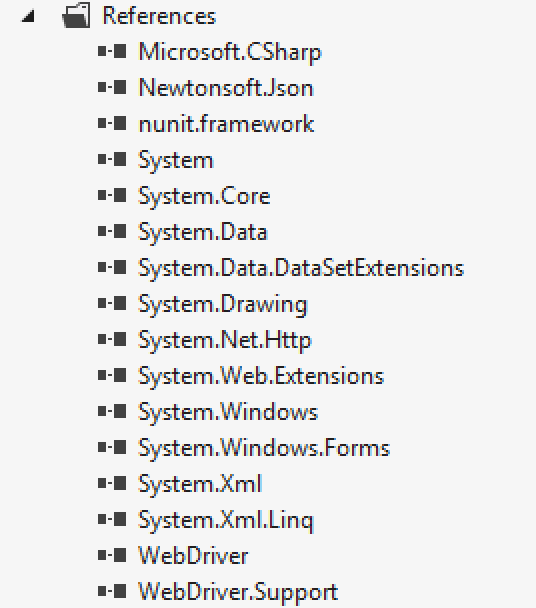 References
Microsoft.CSharp
Newtonsoft.Json
nunit.framework
System
System.Core
System.Data
System.Data.DataSetExtensions
System.Drawing
System.Net.Http
System.Web.Extensions
System.Windows
System.Windows.Forms
System.Xml
System.Xml.Linq
WebDriver
WebDriver.Support